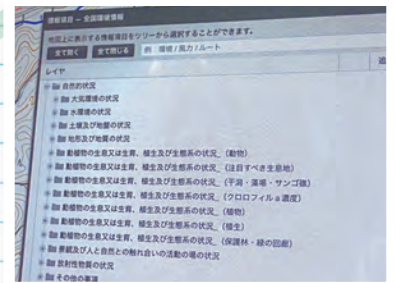 情報項目 − 全国環境情報
地図上に表示する情報項目をツリーから選択することができます。
全て開く 全て閉じる 例：環境/風力/ルート
レイヤ 追
自然的状況
大気環境の状況
水環境の状況
土壌及び地盤の状況
地形及び地質の状況
動植物の生息又は生育、植生及び生態系の状況_（動物）
動植物の生息又は生育、植生及び生態系の状況_（注目すべき生息地）
動植物の生息又は生育、植生及び生態系の状況_（干潟・藻場・サンゴ礁）
動植物の生息又は生育、植生及び生態系の状況_（クロロフィルa濃度）
動植物の生息又は生育、植生及び生態系の状況_（植物）
動植物の生息又は生育、植生及び生態系の状況_（植生）
動植物の生息又は生育、植生及び生態系の状況_（保護林・緑の回廊）
景観及び人と自然との触れ合いの活動の場の状況
放射性物質の状況
その他の事項